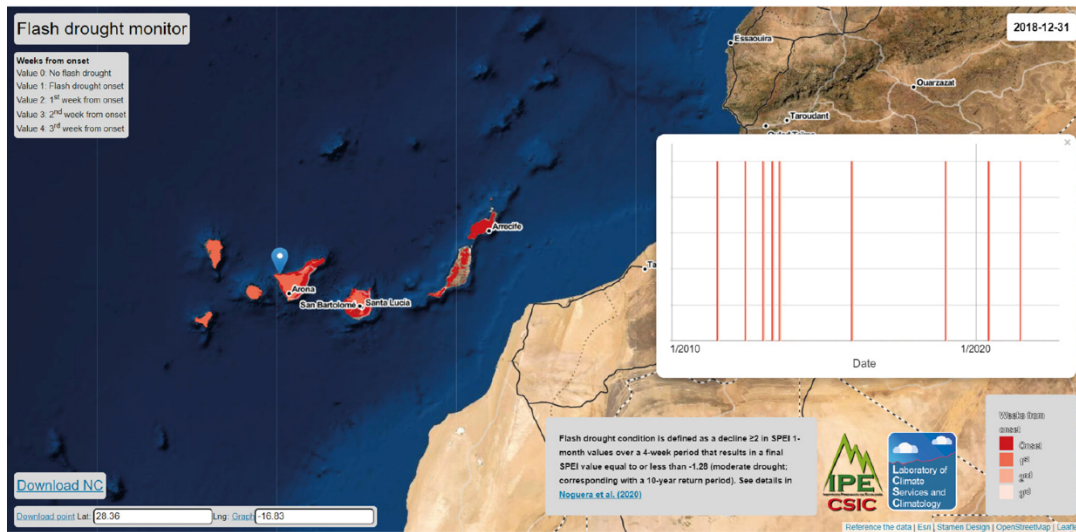 Flash drought monitor
2018-12-31
Weeks from onset
Value 0: No flash drought
Value 1: Flash drought onset
Value 2: 1st week from onset
Value 3: 2nd week from onset
Value 4: 3rd week from onset
Essaouira
Ouarzazat
Taroudant
×
Arrecife
Arona
San Bartolomé
Santa Lucía
Ta
1/2010
1/2020
Date
Flash drought condition is defined as a decline ≥2 in SPEI 1-
month values over a 4-week period that results in a final
SPEI value equal to or less than -1.28 (moderate drought;
corresponding with a 10-year return period). See details in
Noguera et al. (2020)
IPE
CSIC
Laboratory of
Climate
Services and
Climatology
Weeks from
onset
Onset
1st
2nd
3rd
Download NC
Download point Lat: 28.36 Lng: Graph -16.83
Reference the data | Esri | Stamen Design | OpenStreetMap | Leafl